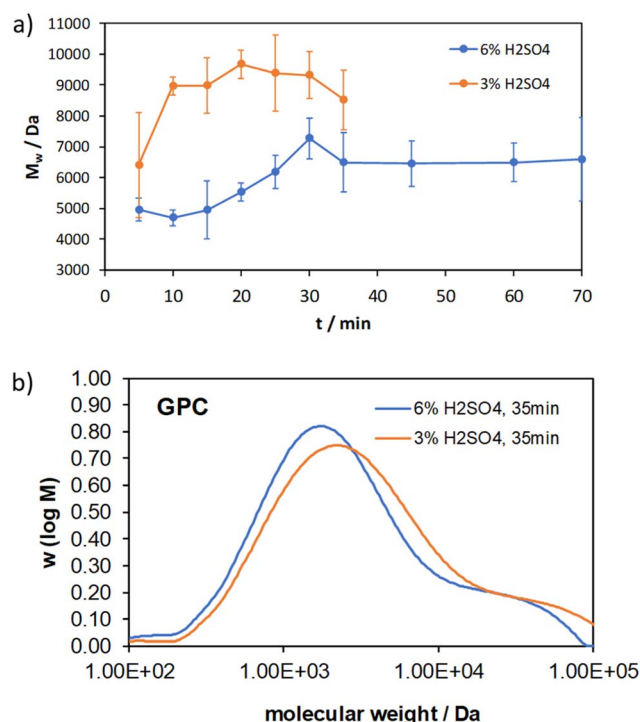 a)
11000
10000
9000
8000
7000
6000
5000
4000
3000
Mw / Da
6% H2SO4
3% H2SO4
0 10 20 30 40 50 60 70
t / min
b)
1.00
0.90
0.80
0.70
0.60
0.50
0.40
0.30
0.20
0.10
0.00
w (log M)
GPC
6% H2SO4, 35min
3% H2SO4, 35min
1.00E+02 1.00E+03 1.00E+04 1.00E+05
molecular weight / Da